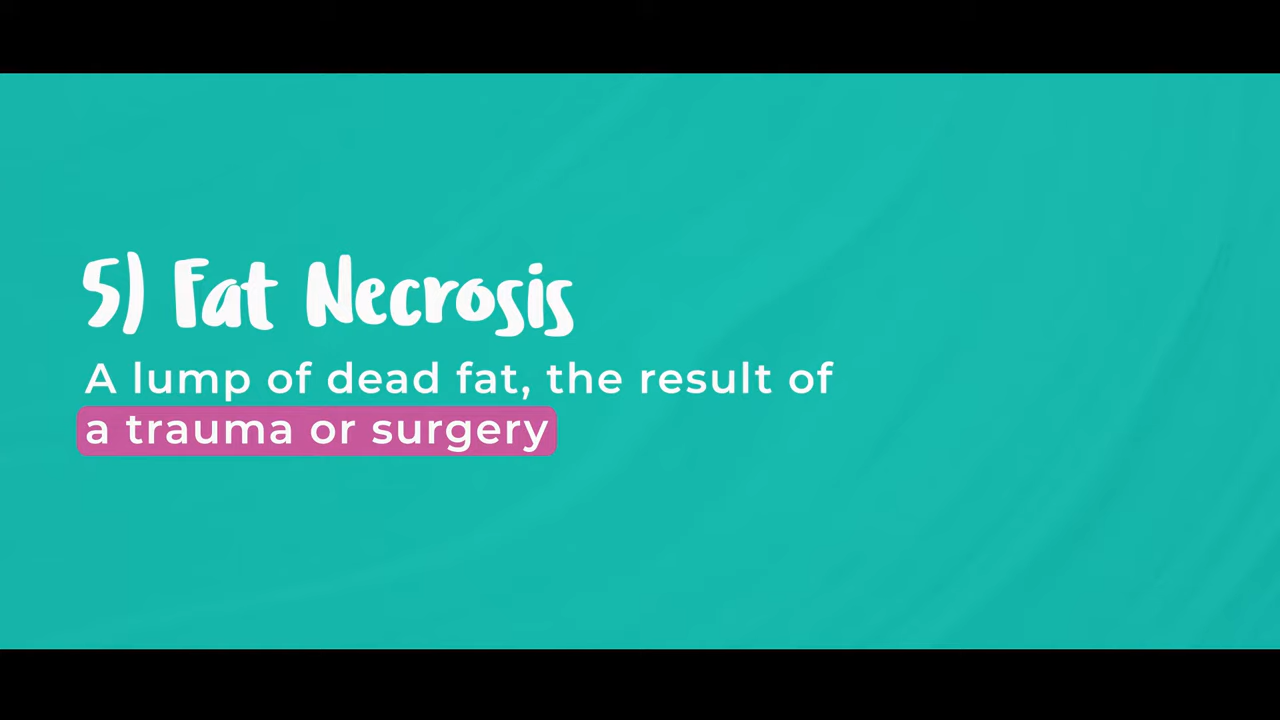 5) Fat Necrosis
A lump of dead fat, the result of
a trauma or surgery